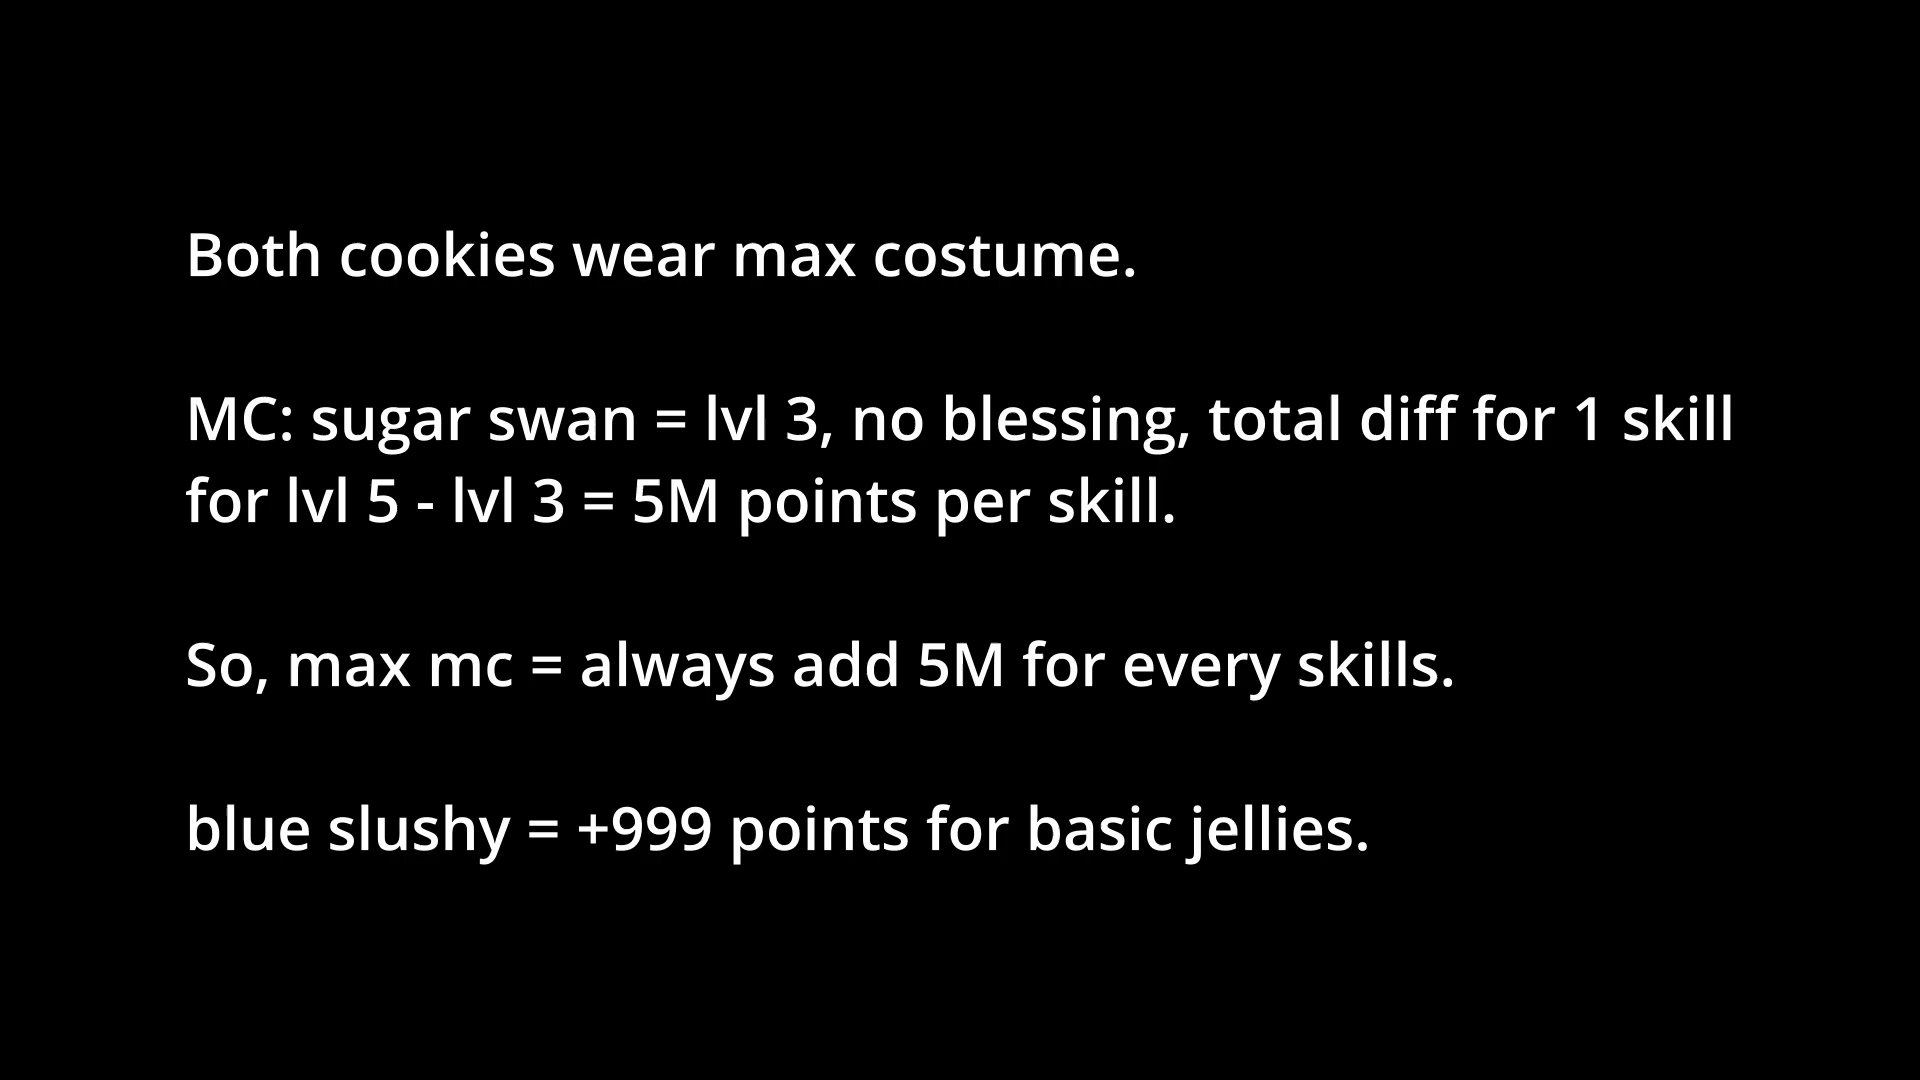 Both cookies wear max costume.
MC: sugar swan = lvl 3, no blessing, total diff for 1 skill
for lvl 5 - lvl 3 = 5M points per skill.
So, max mc = always add 5M for every skills.
blue slushy = +999 points for basic jellies.